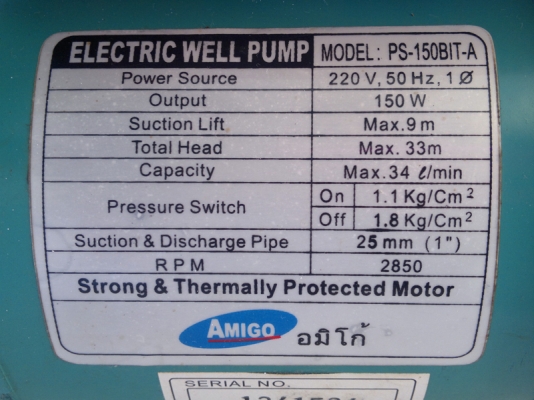 ELECTRIC WELL PUMP MODEL: PS-150BIT-A
Power Source 220 V, 50 Hz, 1 Ø
Output 150 W
Suction Lift Max. 9 m
Total Head Max. 33m
Capacity Max. 34 ℓ/min
Pressure Switch On 1.1 Kg/Cm²
Off 1.8 Kg/Cm²
Suction & Discharge Pipe 25 mm (1")
R P M 2850
Strong & Thermally Protected Motor
AMIGO อมิโก้
SERIAL NO.